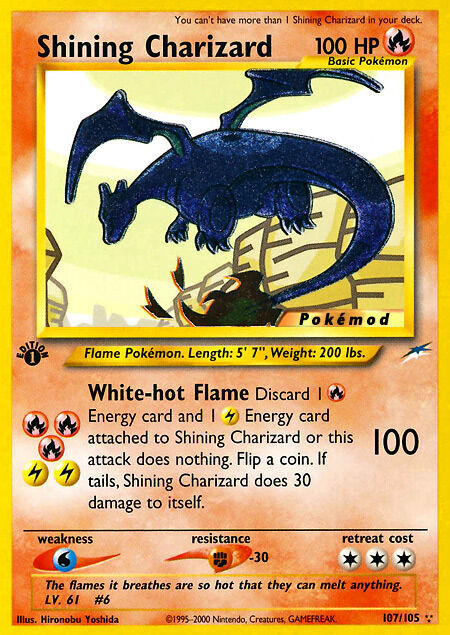 You can't have more than 1 Shining Charizard in your deck.
Shining Charizard 100 HP
Basic Pokémon
Pokémod
EDITION
1
Flame Pokémon. Length: 5' 7", Weight: 200 lbs.
White-hot Flame Discard 1
Energy card and 1 Energy card
attached to Shining Charizard or this
attack does nothing. Flip a coin. If
tails, Shining Charizard does 30
damage to itself.
100
weakness resistance retreat cost
-30
The flames it breathes are so hot that they can melt anything.
LV. 61 #6
Illus. Hironobu Yoshida ©1995-2000 Nintendo, Creatures, GAMEFREAK. 107/105